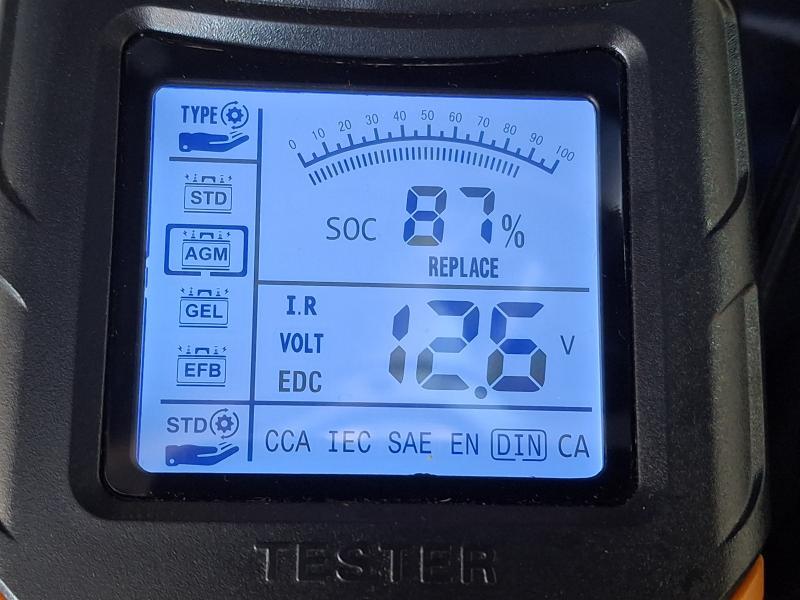 TYPE
STD
AGM
GEL
EFB
STD
0 10 20 30 40 50 60 70 80 90 100
SOC 87%
REPLACE
I.R
VOLT
EDC
12.6 V
CCA IEC SAE EN DIN CA
TESTER